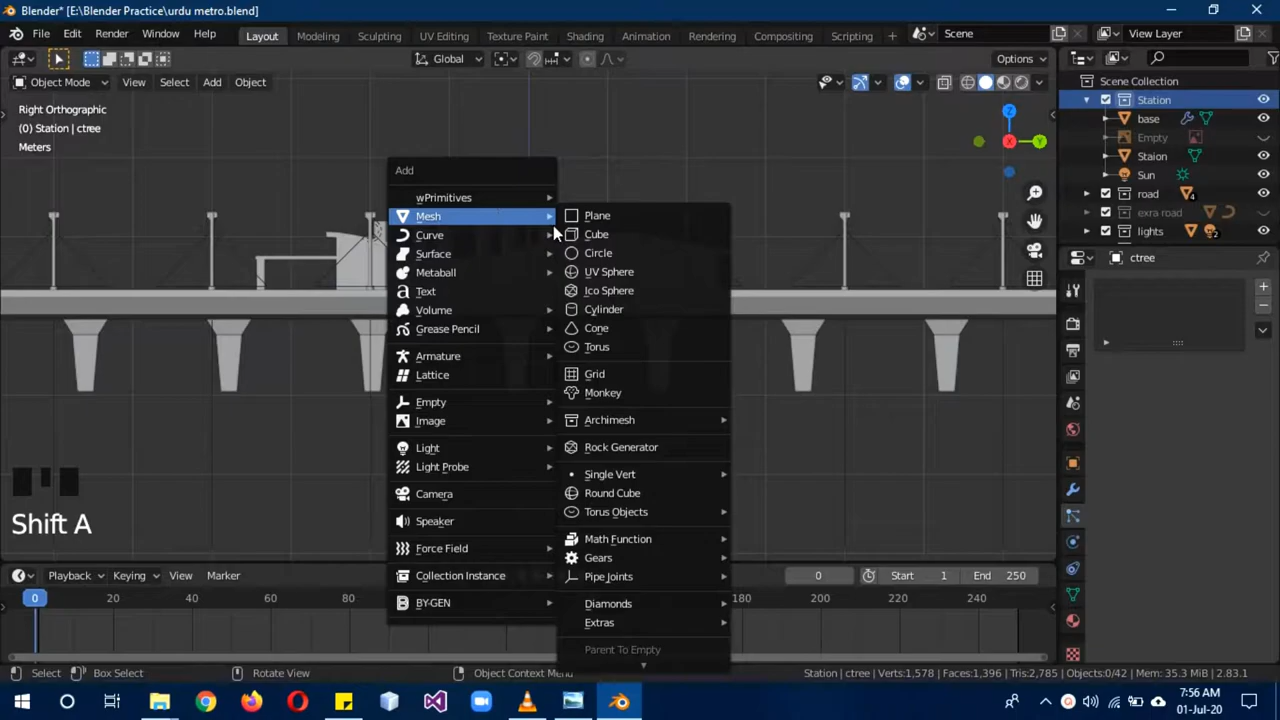 Blender* [E:\Blender Practice\urdu metro.blend]
File Edit Render Window Help Layout Modeling Sculpting UV Editing Texture Paint Shading Animation Rendering Compositing Scripting + Scene View Layer
Global Options
Object Mode View Select Add Object
Right Orthographic
(0) Station | ctree
Meters
Scene Collection
Station
base
Empty
Staion
Sun
road 4
exra road
lights 2
ctree
Add
wPrimitives
Mesh
Curve
Surface
Metaball
Text
Volume
Grease Pencil
Armature
Lattice
Empty
Image
Light
Light Probe
Camera
Speaker
Force Field
Collection Instance
BY-GEN
Plane
Cube
Circle
UV Sphere
Ico Sphere
Cylinder
Cone
Torus
Grid
Monkey
Archimesh
Rock Generator
Single Vert
Round Cube
Torus Objects
Math Function
Gears
Pipe Joints
Diamonds
Extras
Parent To Empty
X Y Z
Shift A
Playback Keying View Marker 0 Start 1 End 250
0 20 40 60 80 180 200 220 240
Select Box Select Rotate View Object Context Menu Station | ctree | Verts:1,578 | Faces:1,396 | Tris:2,785 | Objects:0/42 | Mem: 35.3 MiB | 2.83.1
7:56 AM
01-Jul-20